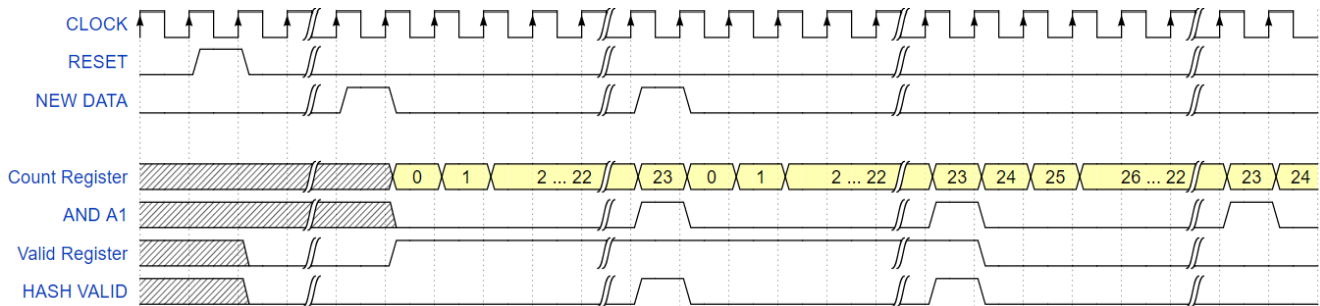 CLOCK
RESET
NEW DATA
Count Register 0 1 2 ... 22 23 0 1 2 ... 22 23 24 25 26 ... 22 23 24
AND A1
Valid Register
HASH VALID